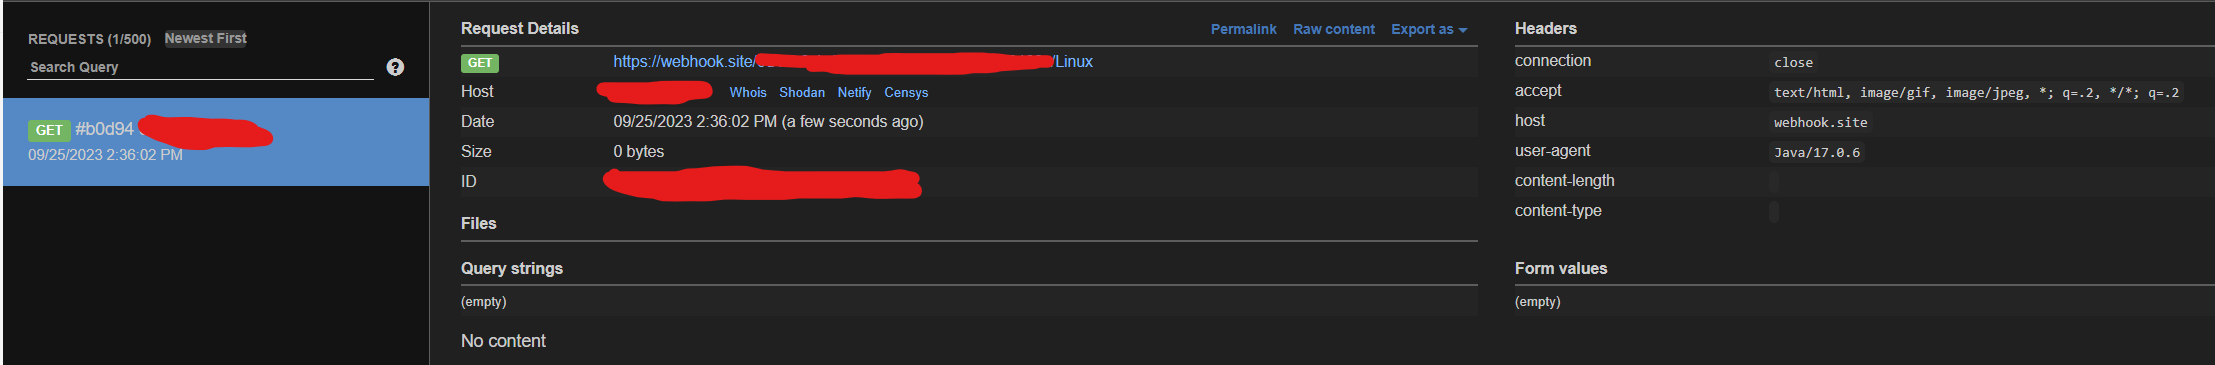 REQUESTS (1/500) Newest First
Search Query
GET #b0d94
09/25/2023 2:36:02 PM
Request Details Permalink Raw content Export as
GET https://webhook.site/ /Linux
Host Whois Shodan Netify Censys
Date 09/25/2023 2:36:02 PM (a few seconds ago)
Size 0 bytes
ID
Files
Query strings
(empty)
No content
Headers
connection close
accept text/html, image/gif, image/jpeg, *; q=.2, */*; q=.2
host webhook.site
user-agent Java/17.0.6
content-length
content-type
Form values
(empty)